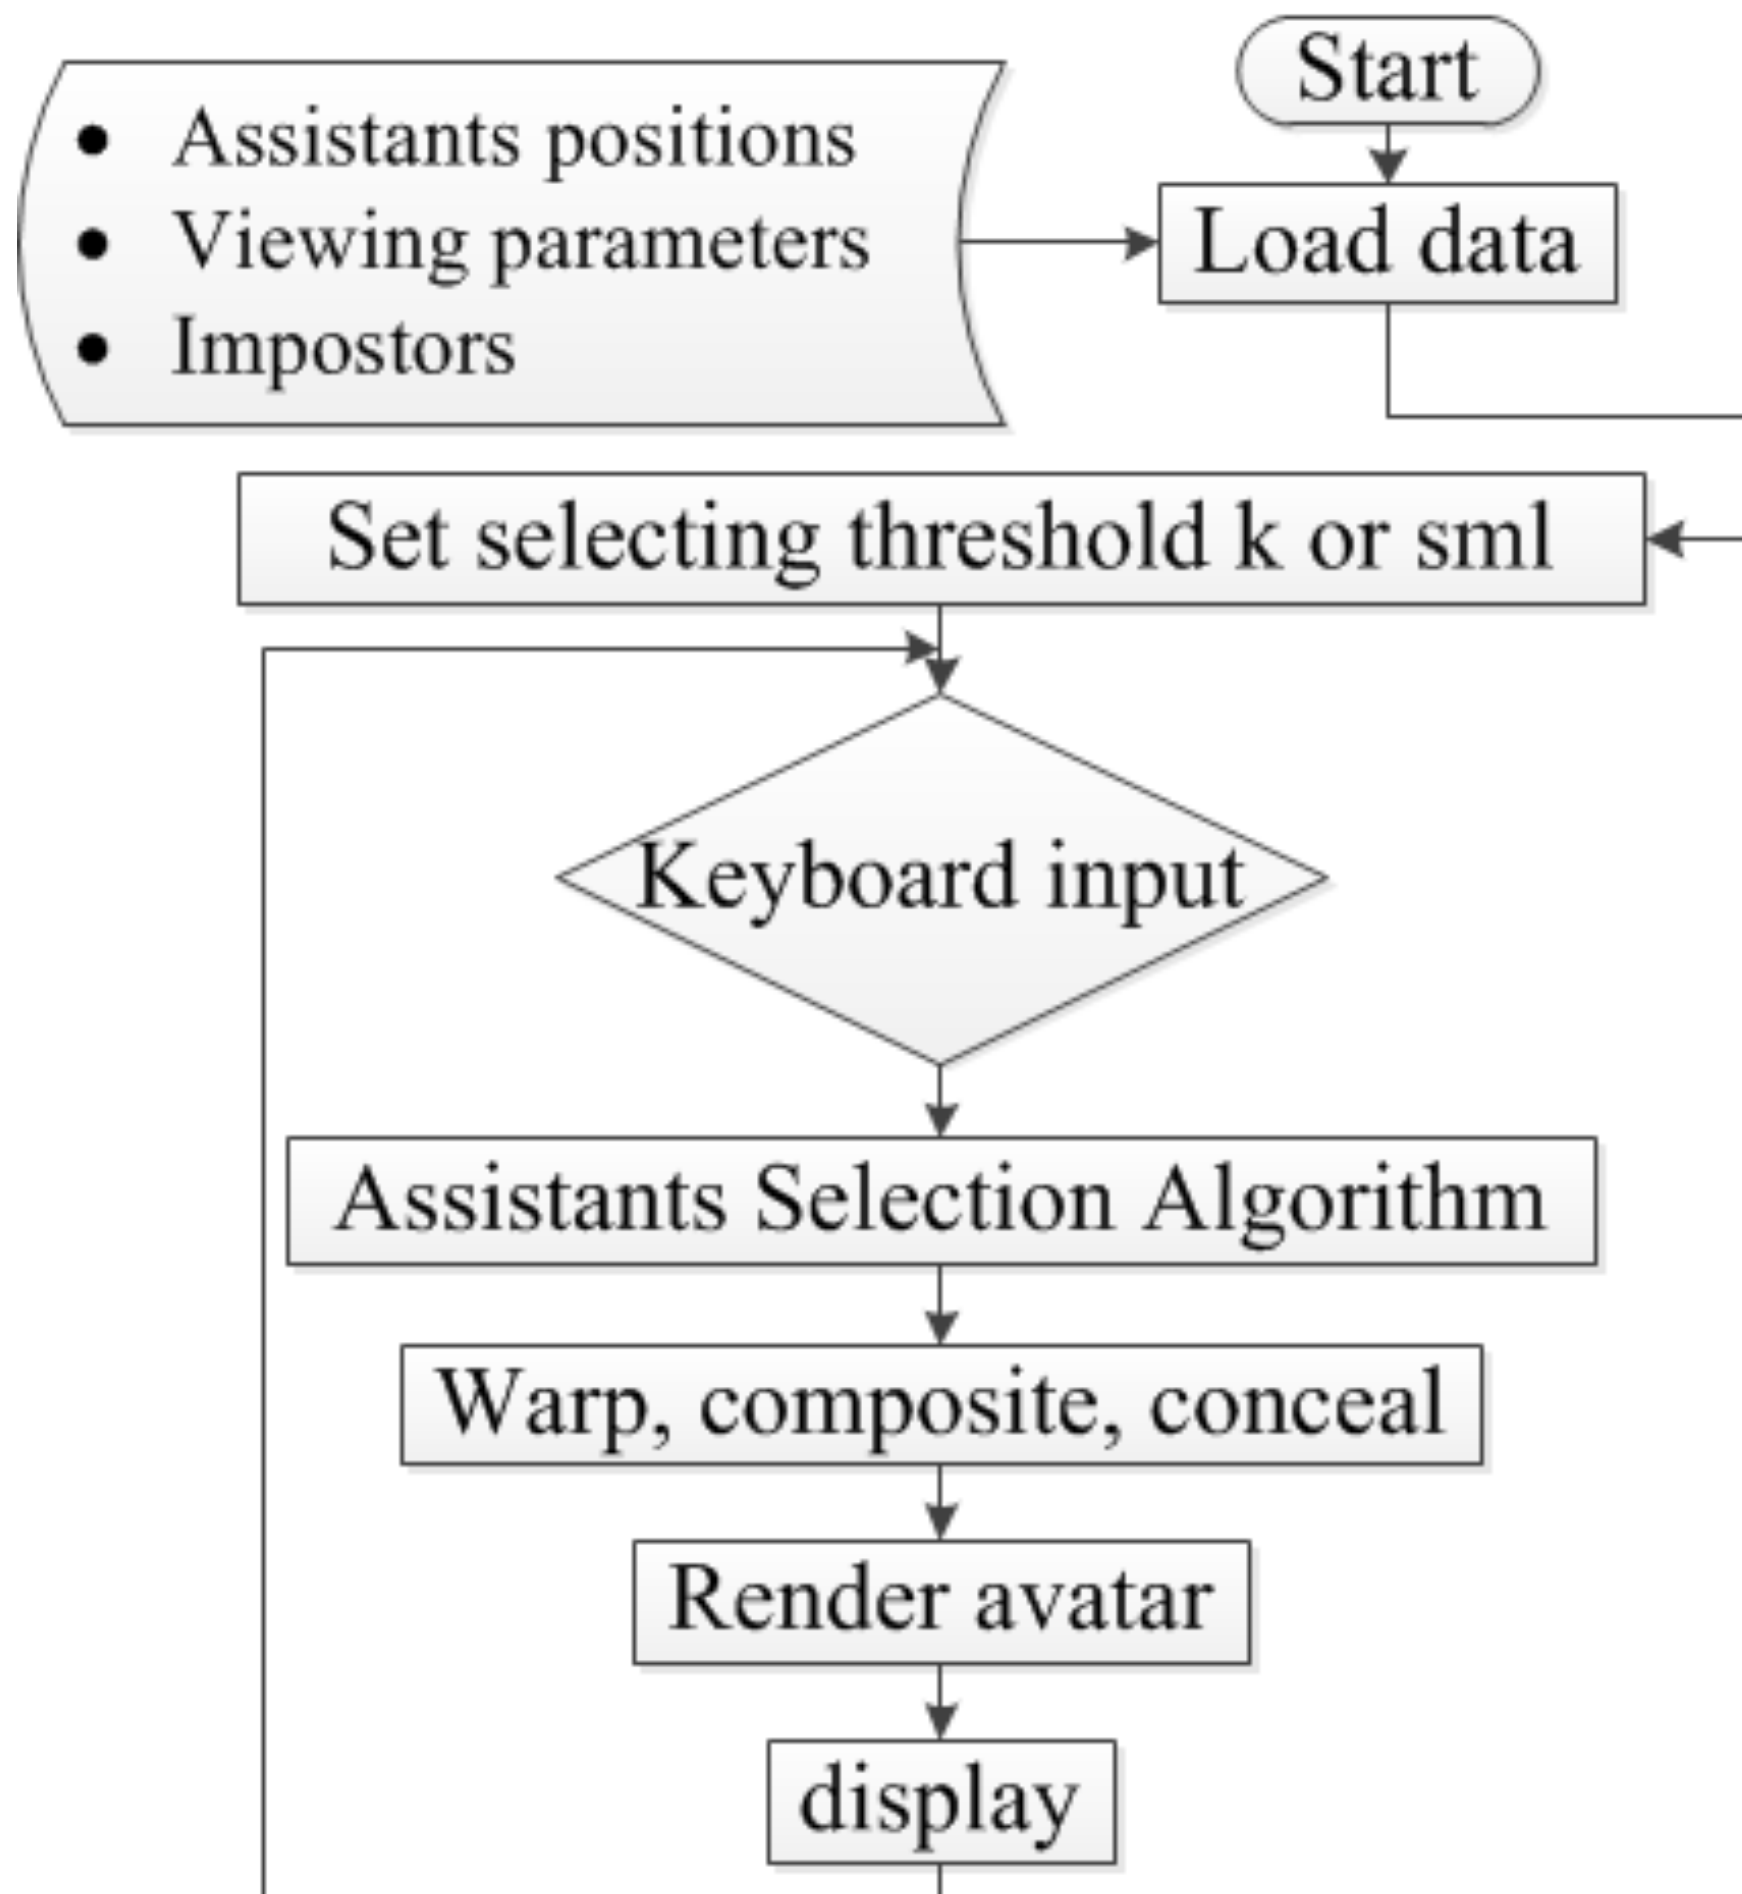 Start
• Assistants positions
• Viewing parameters
• Impostors
Load data
Set selecting threshold k or sml
Keyboard input
Assistants Selection Algorithm
Warp, composite, conceal
Render avatar
display